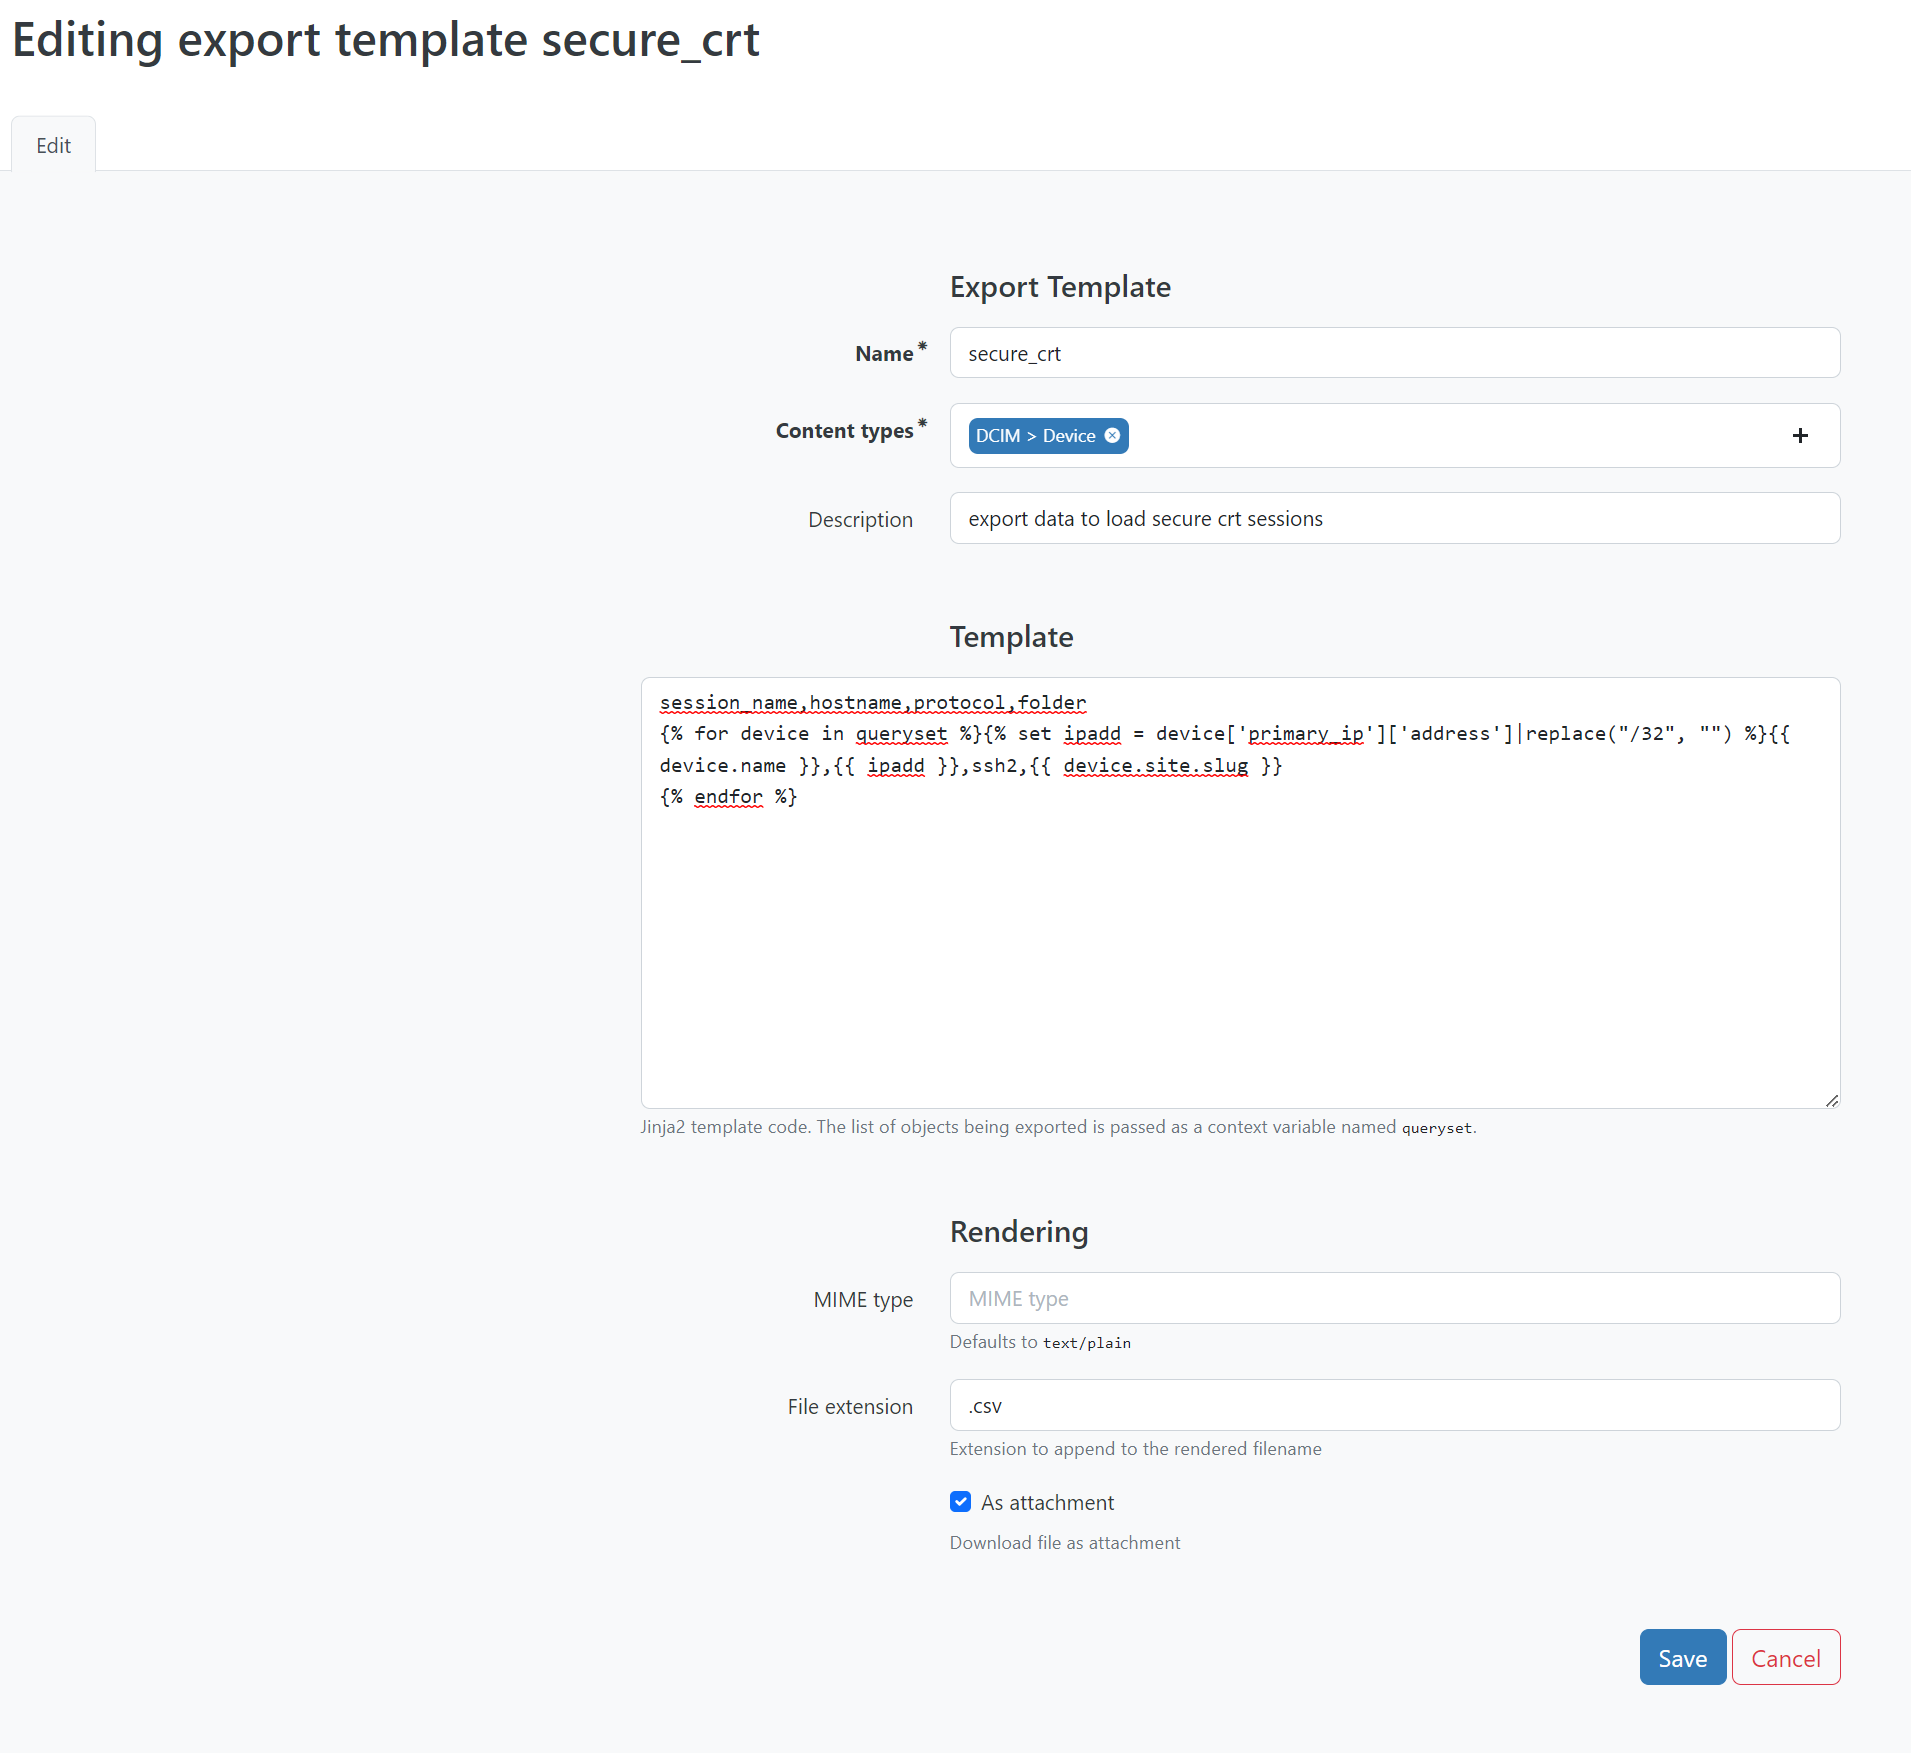 Editing export template secure_crt
Edit
Export Template
Name *
secure_crt
Content types *
DCIM > Device
Description
export data to load secure crt sessions
Template
session_name,hostname,protocol,folder
{% for device in queryset %}{% set ipadd = device['primary_ip']['address']|replace("/32", "") %}{{
device.name }},{{ ipadd }},ssh2,{{ device.site.slug }}
{% endfor %}
Jinja2 template code. The list of objects being exported is passed as a context variable named queryset.
Rendering
MIME type
MIME type
Defaults to text/plain
File extension
.csv
Extension to append to the rendered filename
As attachment
Download file as attachment
Save
Cancel